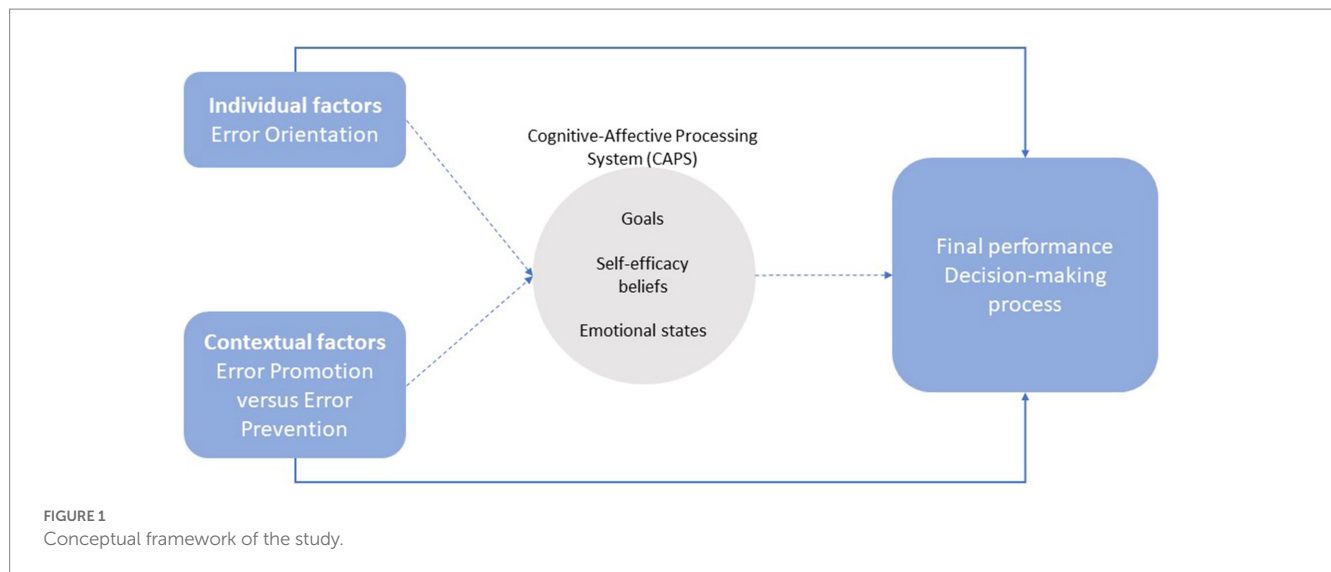 Individual factors
Error Orientation
Cognitive-Affective Processing
System (CAPS)
Goals
Self-efficacy
beliefs
Emotional states
Final performance
Decision-making
process
Contextual factors
Error Promotion
versus Error
Prevention
FIGURE 1
Conceptual framework of the study.